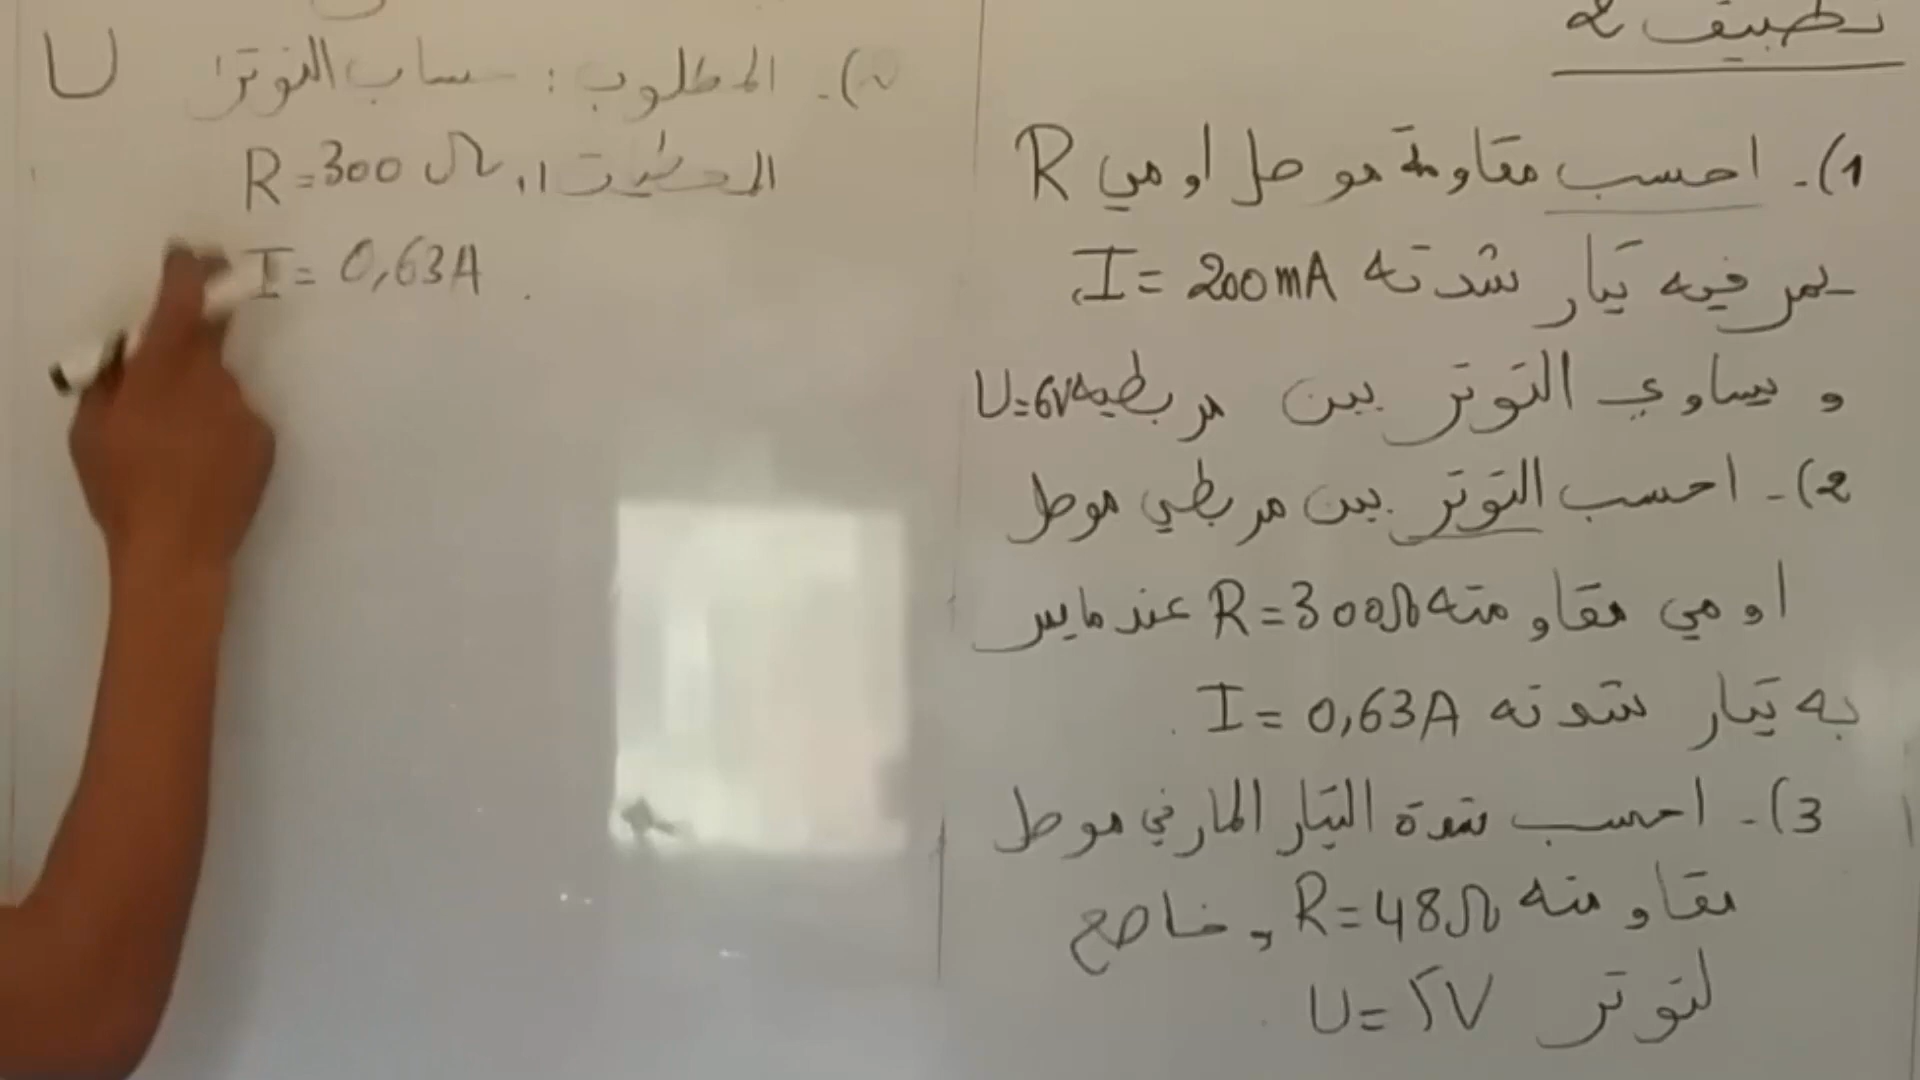 تطبيق 2
1). احسب مقاومة موصل اومي R
يمر فيه تيار شدته I = 200mA
و يساوي التوتر بين مربطيه U=6V
2)- احسب التوتر بين مربطي موصل
اومي مقاومته R=300Ω عندما يمر
به تيار شدته I = 0,63A
3)- احسب شدة التيار المار في موصل
مقاومته R=48Ω و خاضع
لتوتر U=
2). المطلوب : حساب التوتر U
المعطيات : R=300 Ω
I = 0,63A